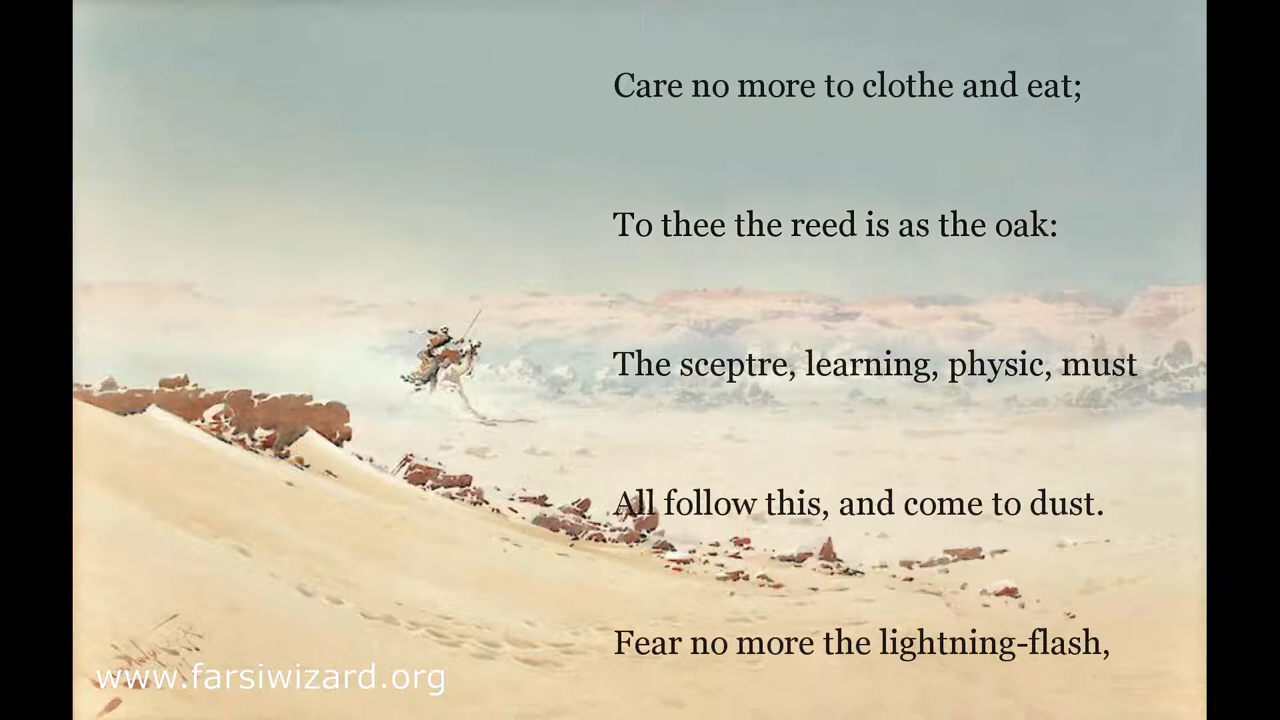 Care no more to clothe and eat;
To thee the reed is as the oak:
The sceptre, learning, physic, must
All follow this, and come to dust.
Fear no more the lightning-flash,
www.farsiwizard.org